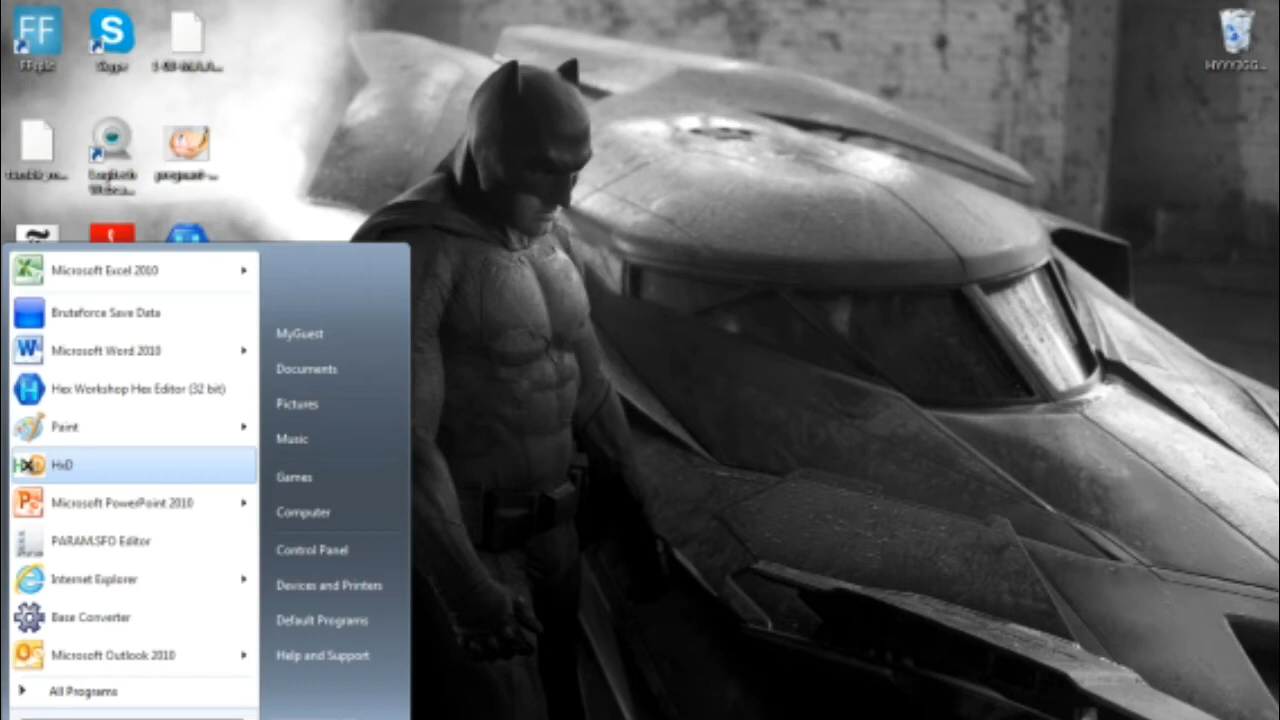 FF
Skype
Microsoft Excel 2010
Bruteforce Save Data
Microsoft Word 2010
Hex Workshop Hex Editor (32 bit)
Paint
HxD
Microsoft PowerPoint 2010
PARAM.SFO Editor
Internet Explorer
Base Converter
Microsoft Outlook 2010
All Programs
MyGuest
Documents
Pictures
Music
Games
Computer
Control Panel
Devices and Printers
Default Programs
Help and Support